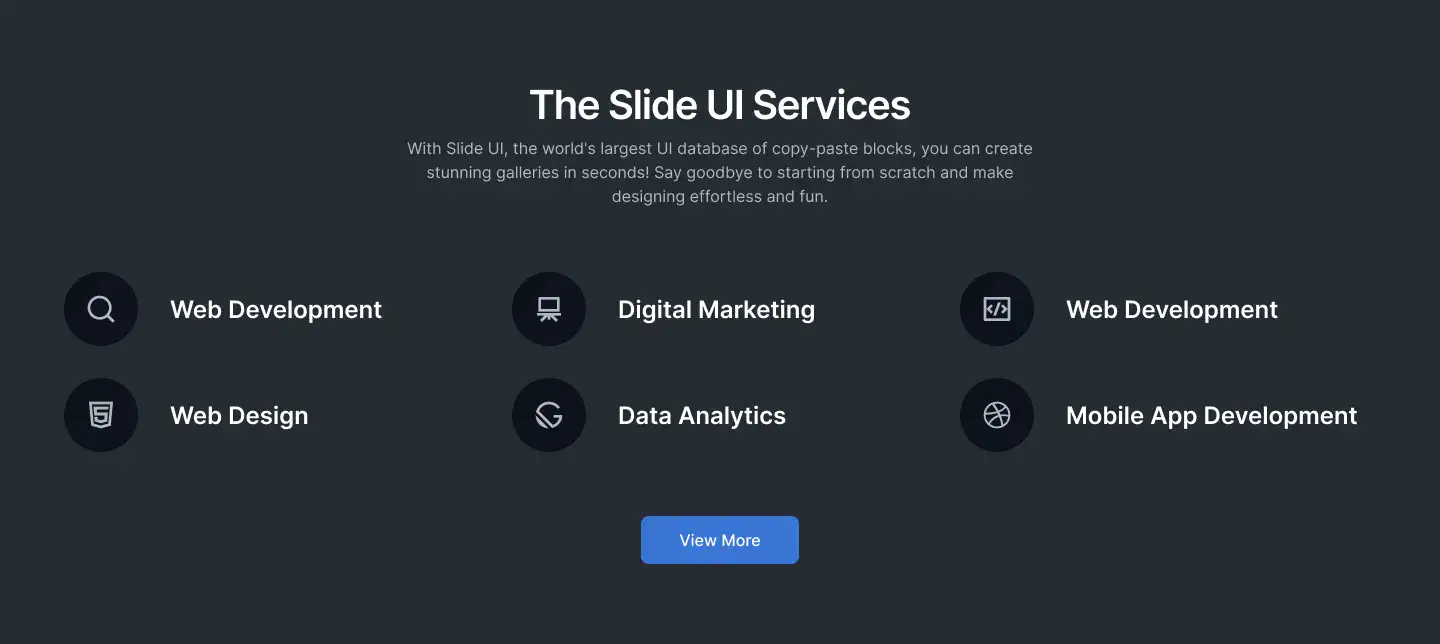 The Slide UI Services
With Slide UI, the world's largest UI database of copy-paste blocks, you can create
stunning galleries in seconds! Say goodbye to starting from scratch and make
designing effortless and fun.
Web Development
Digital Marketing
Web Development
Web Design
Data Analytics
Mobile App Development
View More